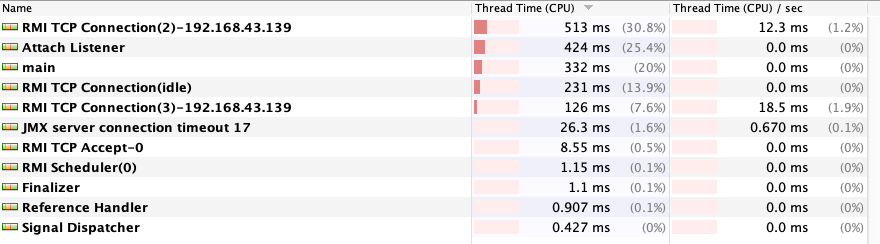 Name Thread Time (CPU) Thread Time (CPU) / sec
RMI TCP Connection(2)-192.168.43.139 513 ms (30.8%) 12.3 ms (1.2%)
Attach Listener 424 ms (25.4%) 0.0 ms (0%)
main 332 ms (20%) 0.0 ms (0%)
RMI TCP Connection(idle) 231 ms (13.9%) 0.0 ms (0%)
RMI TCP Connection(3)-192.168.43.139 126 ms (7.6%) 18.5 ms (1.9%)
JMX server connection timeout 17 26.3 ms (1.6%) 0.670 ms (0.1%)
RMI TCP Accept-0 8.55 ms (0.5%) 0.0 ms (0%)
RMI Scheduler(0) 1.15 ms (0.1%) 0.0 ms (0%)
Finalizer 1.1 ms (0.1%) 0.0 ms (0%)
Reference Handler 0.907 ms (0.1%) 0.0 ms (0%)
Signal Dispatcher 0.427 ms (0%) 0.0 ms (0%)